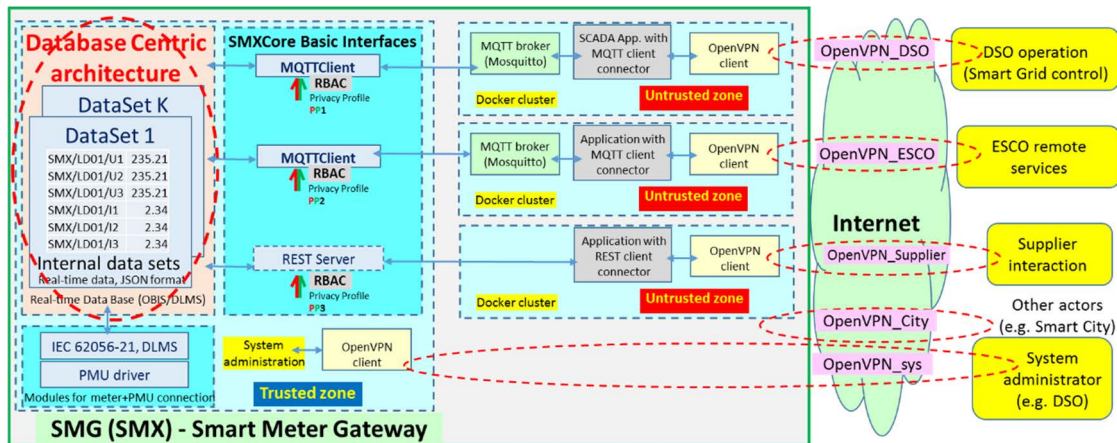 Database Centric
architecture
DataSet K
DataSet 1
SMX/LD01/U1 235.21
SMX/LD01/U2 235.21
SMX/LD01/U3 235.21
SMX/LD01/I1 2.34
SMX/LD01/I2 2.34
SMX/LD01/I3 2.34
Internal data sets
Real-time data, JSON format
Real-time Data Base (OBIS/DLMS)
IEC 62056-21, DLMS
PMU driver
Modules for meter+PMU connection
SMXCore Basic Interfaces
MQTTClient
RBAC
Privacy Profile
PP1
MQTTClient
RBAC
Privacy Profile
PP2
REST Server
RBAC
Privacy Profile
PP3
System
administration
OpenVPN
client
Trusted zone
SMG (SMX) - Smart Meter Gateway
MQTT broker
(Mosquitto)
SCADA App. with
MQTT client
connector
OpenVPN
client
Docker cluster
Untrusted zone
MQTT broker
(Mosquitto)
Application with
MQTT client
connector
OpenVPN
client
Docker cluster
Untrusted zone
Application with
REST client
connector
OpenVPN
client
Docker cluster
Untrusted zone
OpenVPN_DSO
OpenVPN_ESCO
Internet
OpenVPN_Supplier
OpenVPN_City
OpenVPN_sys
DSO operation
(Smart Grid control)
ESCO remote
services
Supplier
interaction
Other actors
(e.g. Smart City)
System
administrator
(e.g. DSO)